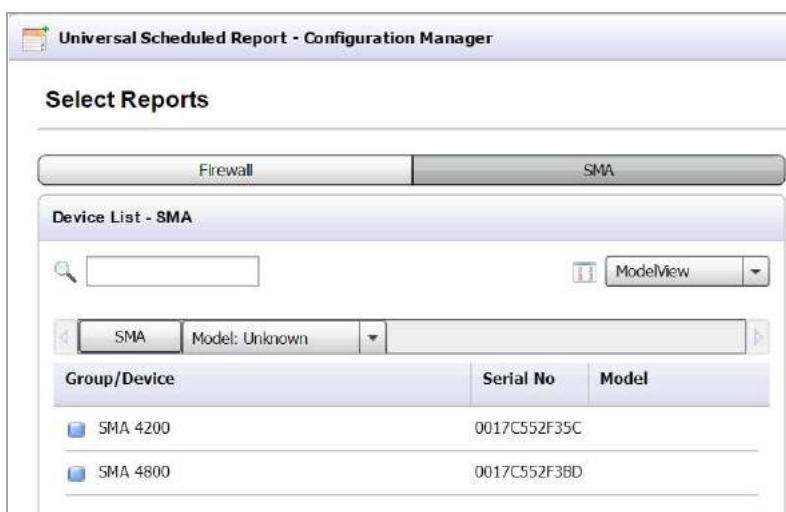 Universal Scheduled Report - Configuration Manager
Select Reports
Firewall SMA
Device List - SMA
ModelView
SMA Model: Unknown
Group/Device Serial No Model
SMA 4200 0017C552F35C
SMA 4800 0017C552F3BD